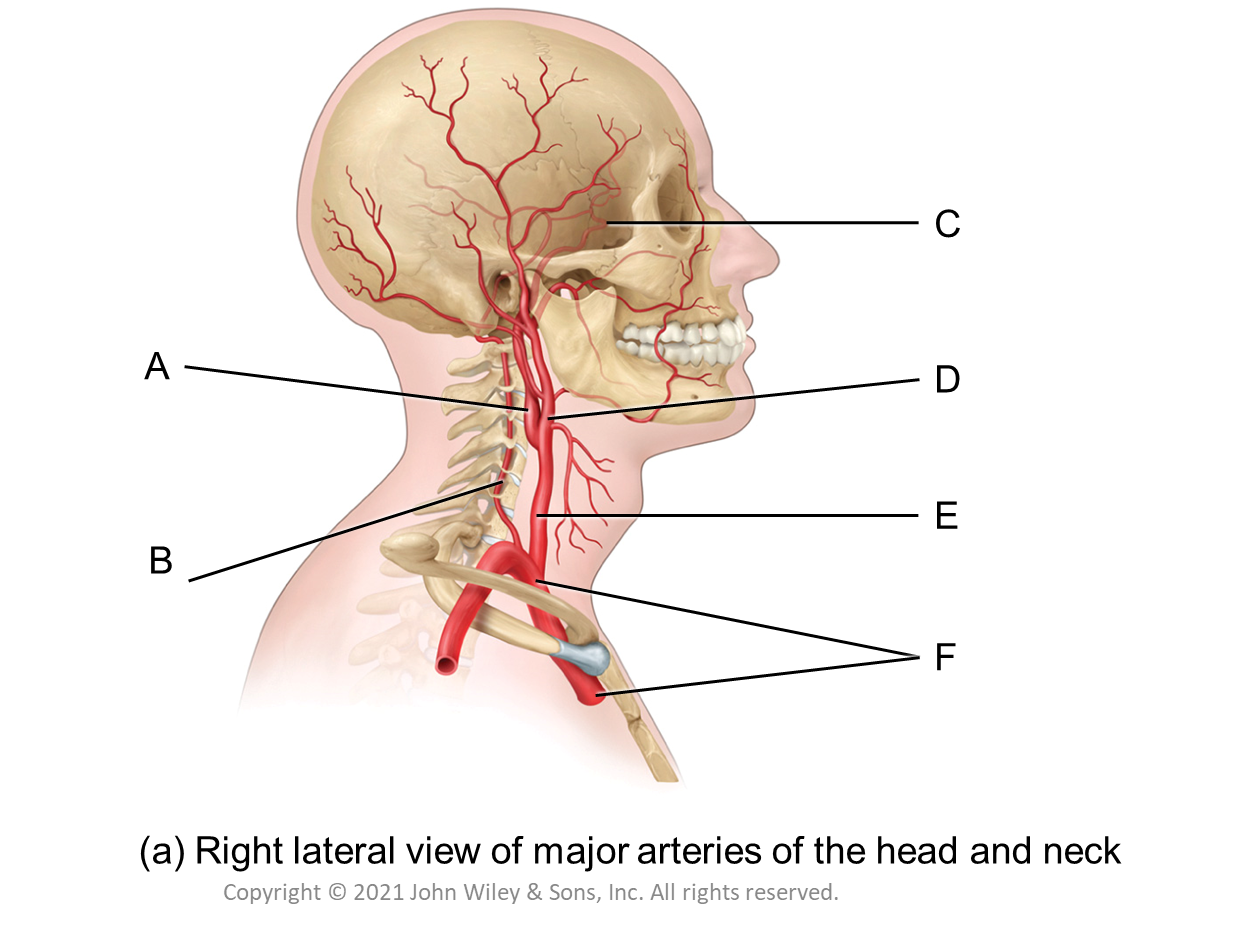 C
A
D
E
B
F
(a) Right lateral view of major arteries of the head and neck
Copyright © 2021 John Wiley & Sons, Inc. All rights reserved.